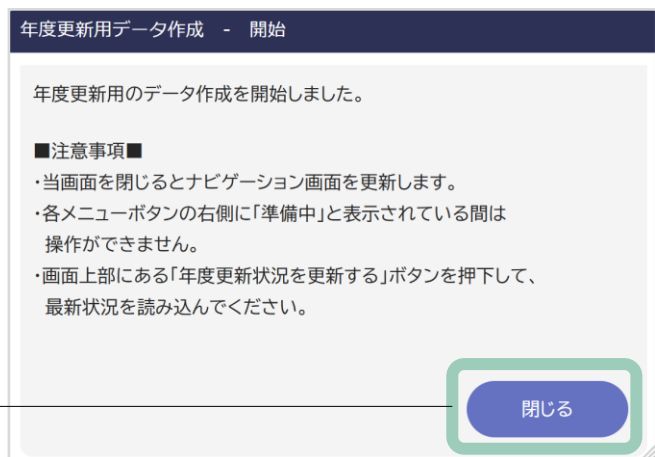 年度更新用データ作成 - 開始
年度更新用のデータ作成を開始しました。
■注意事項■
・当画面を閉じるとナビゲーション画面を更新します。
・各メニューボタンの右側に「準備中」と表示されている間は
操作ができません。
・画面上部にある「年度更新状況を更新する」ボタンを押下して、
最新状況を読み込んでください。
閉じる